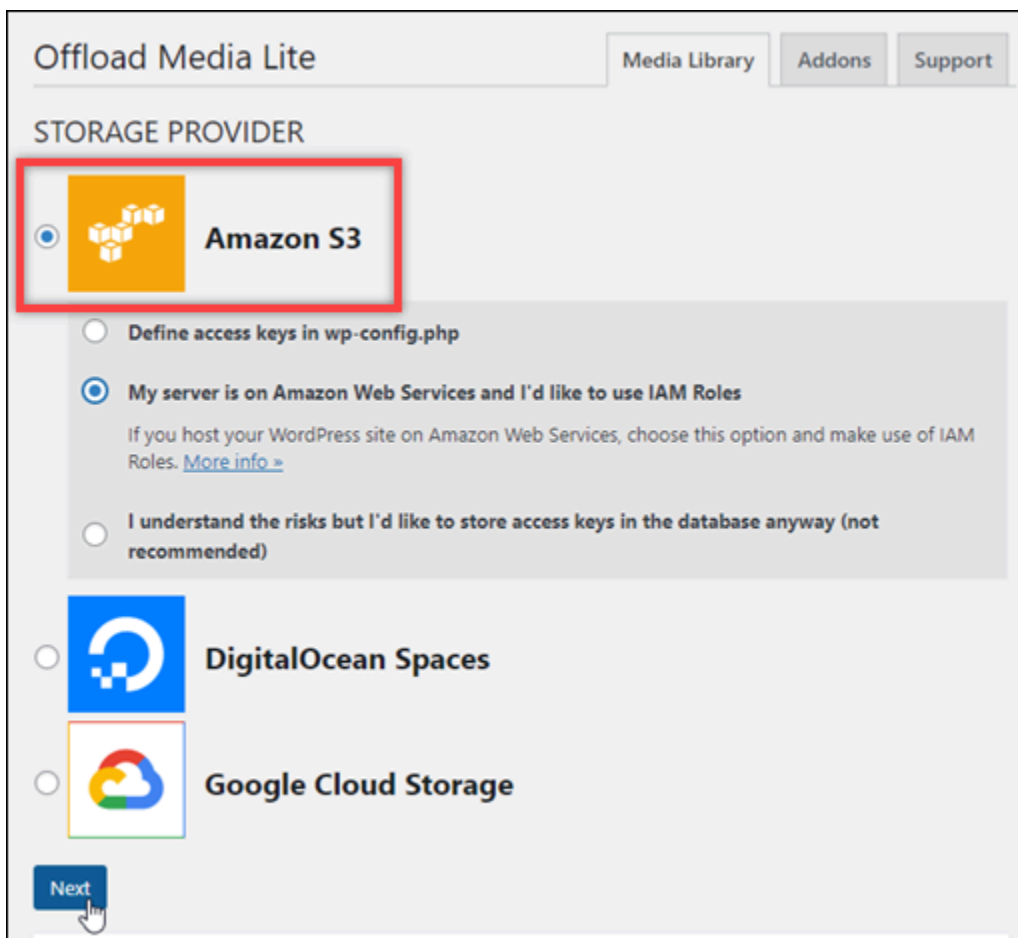 Offload Media Lite
Media Library
Addons
Support
STORAGE PROVIDER
Amazon S3
Define access keys in wp-config.php
My server is on Amazon Web Services and I'd like to use IAM Roles
If you host your WordPress site on Amazon Web Services, choose this option and make use of IAM
Roles. More info »
I understand the risks but I'd like to store access keys in the database anyway (not
recommended)
DigitalOcean Spaces
Google Cloud Storage
Next